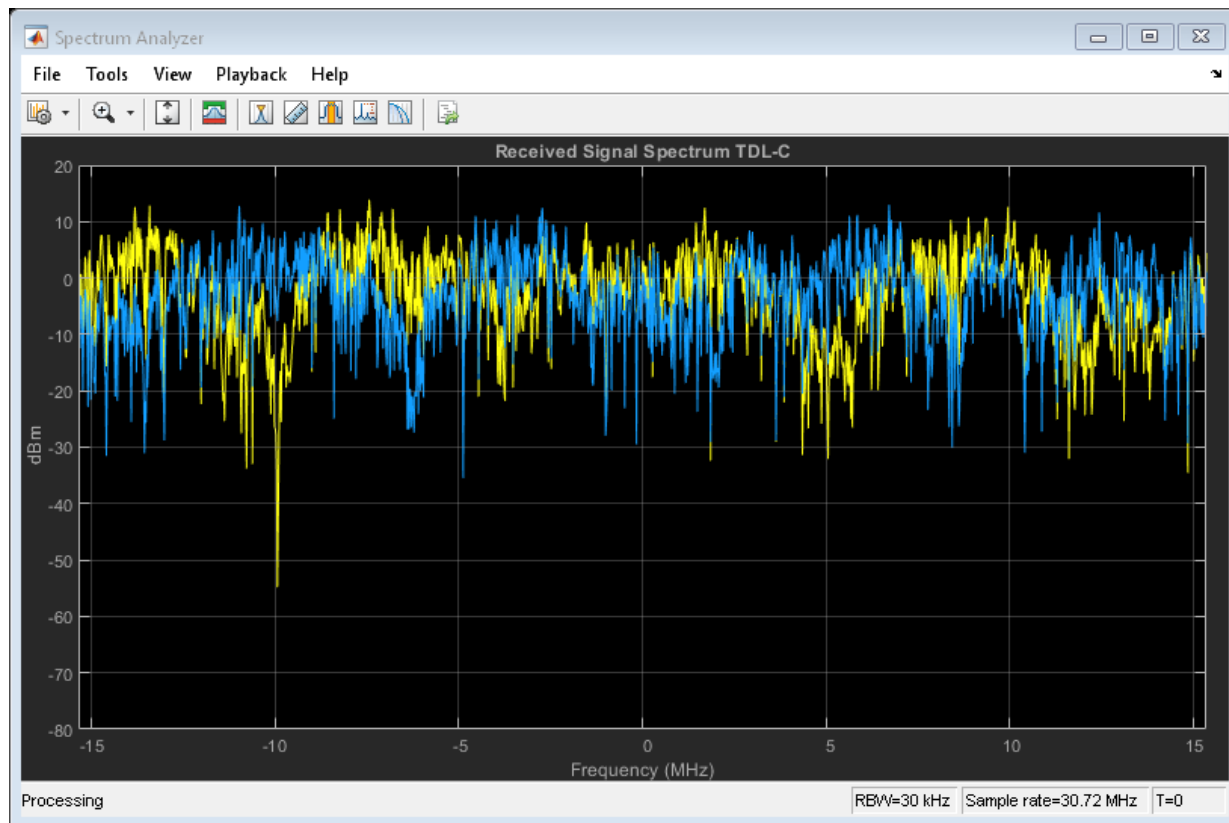 Spectrum Analyzer
File Tools View Playback Help
Received Signal Spectrum TDL-C
20
10
0
-10
-20
-30
-40
-50
-60
-70
-80
dBm
-15 -10 -5 0 5 10 15
Frequency (MHz)
Processing RBW=30 kHz Sample rate=30.72 MHz T=0